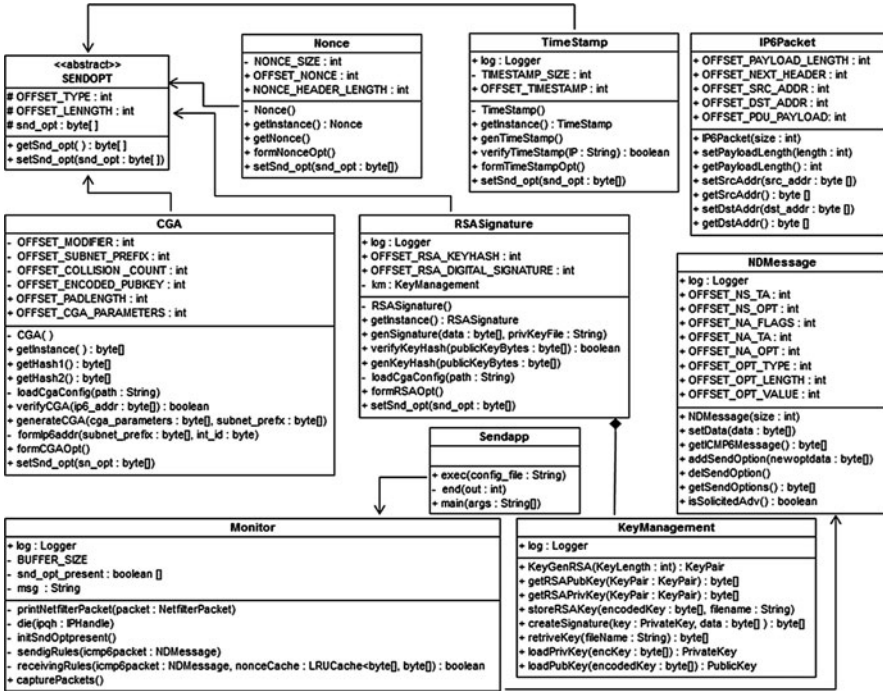 <<abstract>>
SENDOPT
# OFFSET_TYPE : int
# OFFSET_LENNGTH : int
# snd_opt : byte[ ]
+ getSnd_opt( ) : byte[ ]
+ setSnd_opt(snd_opt : byte[ ])
Nonce
- NONCE_SIZE : int
+ OFFSET_NONCE : int
+ NONCE_HEADER_LENGTH : int
- Nonce()
+ getInstance() : Nonce
+ getNonce()
+ formNonceOpt()
+ setSnd_opt(snd_opt : byte[])
TimeStamp
+ log : Logger
- TIMESTAMP_SIZE : int
+ OFFSET_TIMESTAMP : int
- TimeStamp()
+ getInstance() : TimeStamp
+ genTimeStamp()
+ verifyTimeStamp(IP : String) : boolean
+ formTimeStampOpt()
+ setSnd_opt(snd_opt : byte[])
IP6Packet
+ OFFSET_PAYLOAD_LENGTH : int
+ OFFSET_NEXT_HEADER : int
+ OFFSET_SRC_ADDR : int
+ OFFSET_DST_ADDR : int
+ OFFSET_PDU_PAYLOAD: int
+ IP6Packet(size : int)
+ setPayloadLength(length : int)
+ getPayloadLength() : int
+ setSrcAddr(src_addr : byte [])
+ getSrcAddr() : byte []
+ setDstAddr(dst_addr : byte [])
+ getDstAddr() : byte []
CGA
- OFFSET_MODIFIER : int
- OFFSET_SUBNET_PREFIX : int
- OFFSET_COLLISION _COUNT : int
- OFFSET_ENCODED_PUBKEY : int
+ OFFSET_PADLENGTH : int
+ OFFSET_CGA_PARAMETERS : int
- CGA( )
+ getInstance( ) : byte[]
+ getHash1() : byte[]
+ getHash2() : byte[]
- loadCgaConfig(path : String)
+ verifyCGA(ip6_addr : byte[]) : boolean
+ generateCGA(cga_parameters : byte[], subnet_prefix : byte[])
- formIp6addr(subnet_prefix : byte[], int_id : byte)
+ formCGAOpt()
+ setSnd_opt(sn_opt : byte[])
RSASignature
+ log : Logger
+ OFFSET_RSA_KEYHASH : int
+ OFFSET_RSA_DIGITAL_SIGNATURE : int
- km : KeyManagement
- RSASignature()
+ getInstance() : RSASignature
+ genSignature(data : byte[], privKeyFile : String)
+ verifyKeyHash(publicKeyBytes : byte[]) : boolean
+ genKeyHash(publicKeyBytes : byte[])
- loadCgaConfig(path : String)
+ formRSAOpt()
+ setSnd_opt(snd_opt : byte[])
NDMessage
+ log : Logger
+ OFFSET_NS_TA: int
+ OFFSET_NS_OPT : int
+ OFFSET_NA_FLAGS : int
+ OFFSET_NA_TA : int
+ OFFSET_NA_OPT : int
+ OFFSET_OPT_TYPE : int
+ OFFSET_OPT_LENGTH : int
+ OFFSET_OPT_VALUE : int
+ NDMessage(size : int)
+ setData(data : byte[])
+ getICMP6Message() : byte[]
+ addSendOption(newoptdata : byte[])
+ delSendOption()
+ getSendOptions() : byte[]
+ isSolicitedAdv() : boolean
Sendapp
+ exec(config_file : String)
- end(out : int)
+ main(args : String[])
Monitor
+ log : Logger
- BUFFER_SIZE
- snd_opt_present : boolean []
- msg : String
- printNetfilterPacket(packet : NetfilterPacket)
- die(ipqh : IPHandle)
- initSndOptpresent()
- sendigRules(icmp6packet : NDMessage)
- receivingRules(icmp6packet : NDMessage, nonceCache : LRUCache<byte[], byte[]) : boolean
+ capturePackets()
KeyManagement
+ log : Logger
+ KeyGenRSA(KeyLength : int) : KeyPair
+ getRSAPubKey(KeyPair : KeyPair) : byte[]
+ getRSAPrivKey(KeyPair : KeyPair) : byte[]
+ storeRSAKey(encodedKey : byte[], filename : String)
+ createSignature(key : PrivateKey, data : byte[] ) : byte[]
+ retriveKey(fileName : String) : byte[]
+ loadPrivKey(encKey : byte[]) : PrivateKey
+ loadPubKey(encodedKey : byte[]) : PublicKey